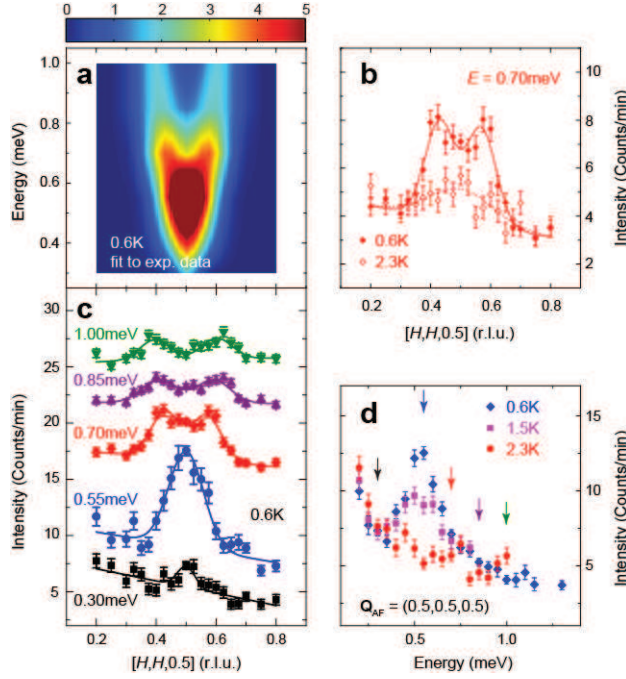 0 1 2 3 4 5
a
1.0
0.8
0.6
0.4
Energy (meV)
0.6K
fit to exp. data
b
E = 0.70meV
10
8
6
4
2
Intensity (Counts/min)
0.6K
2.3K
0.2 0.4 0.6 0.8
[H,H,0.5] (r.l.u.)
c
30
25
20
15
10
5
Intensity (Counts/min)
1.00meV
0.85meV
0.70meV
0.55meV
0.6K
0.30meV
0.2 0.4 0.6 0.8
[H,H,0.5] (r.l.u.)
d
0.6K
1.5K
2.3K
15
10
5
Intensity (Counts/min)
Q_AF = (0.5,0.5,0.5)
0.5 1.0
Energy (meV)